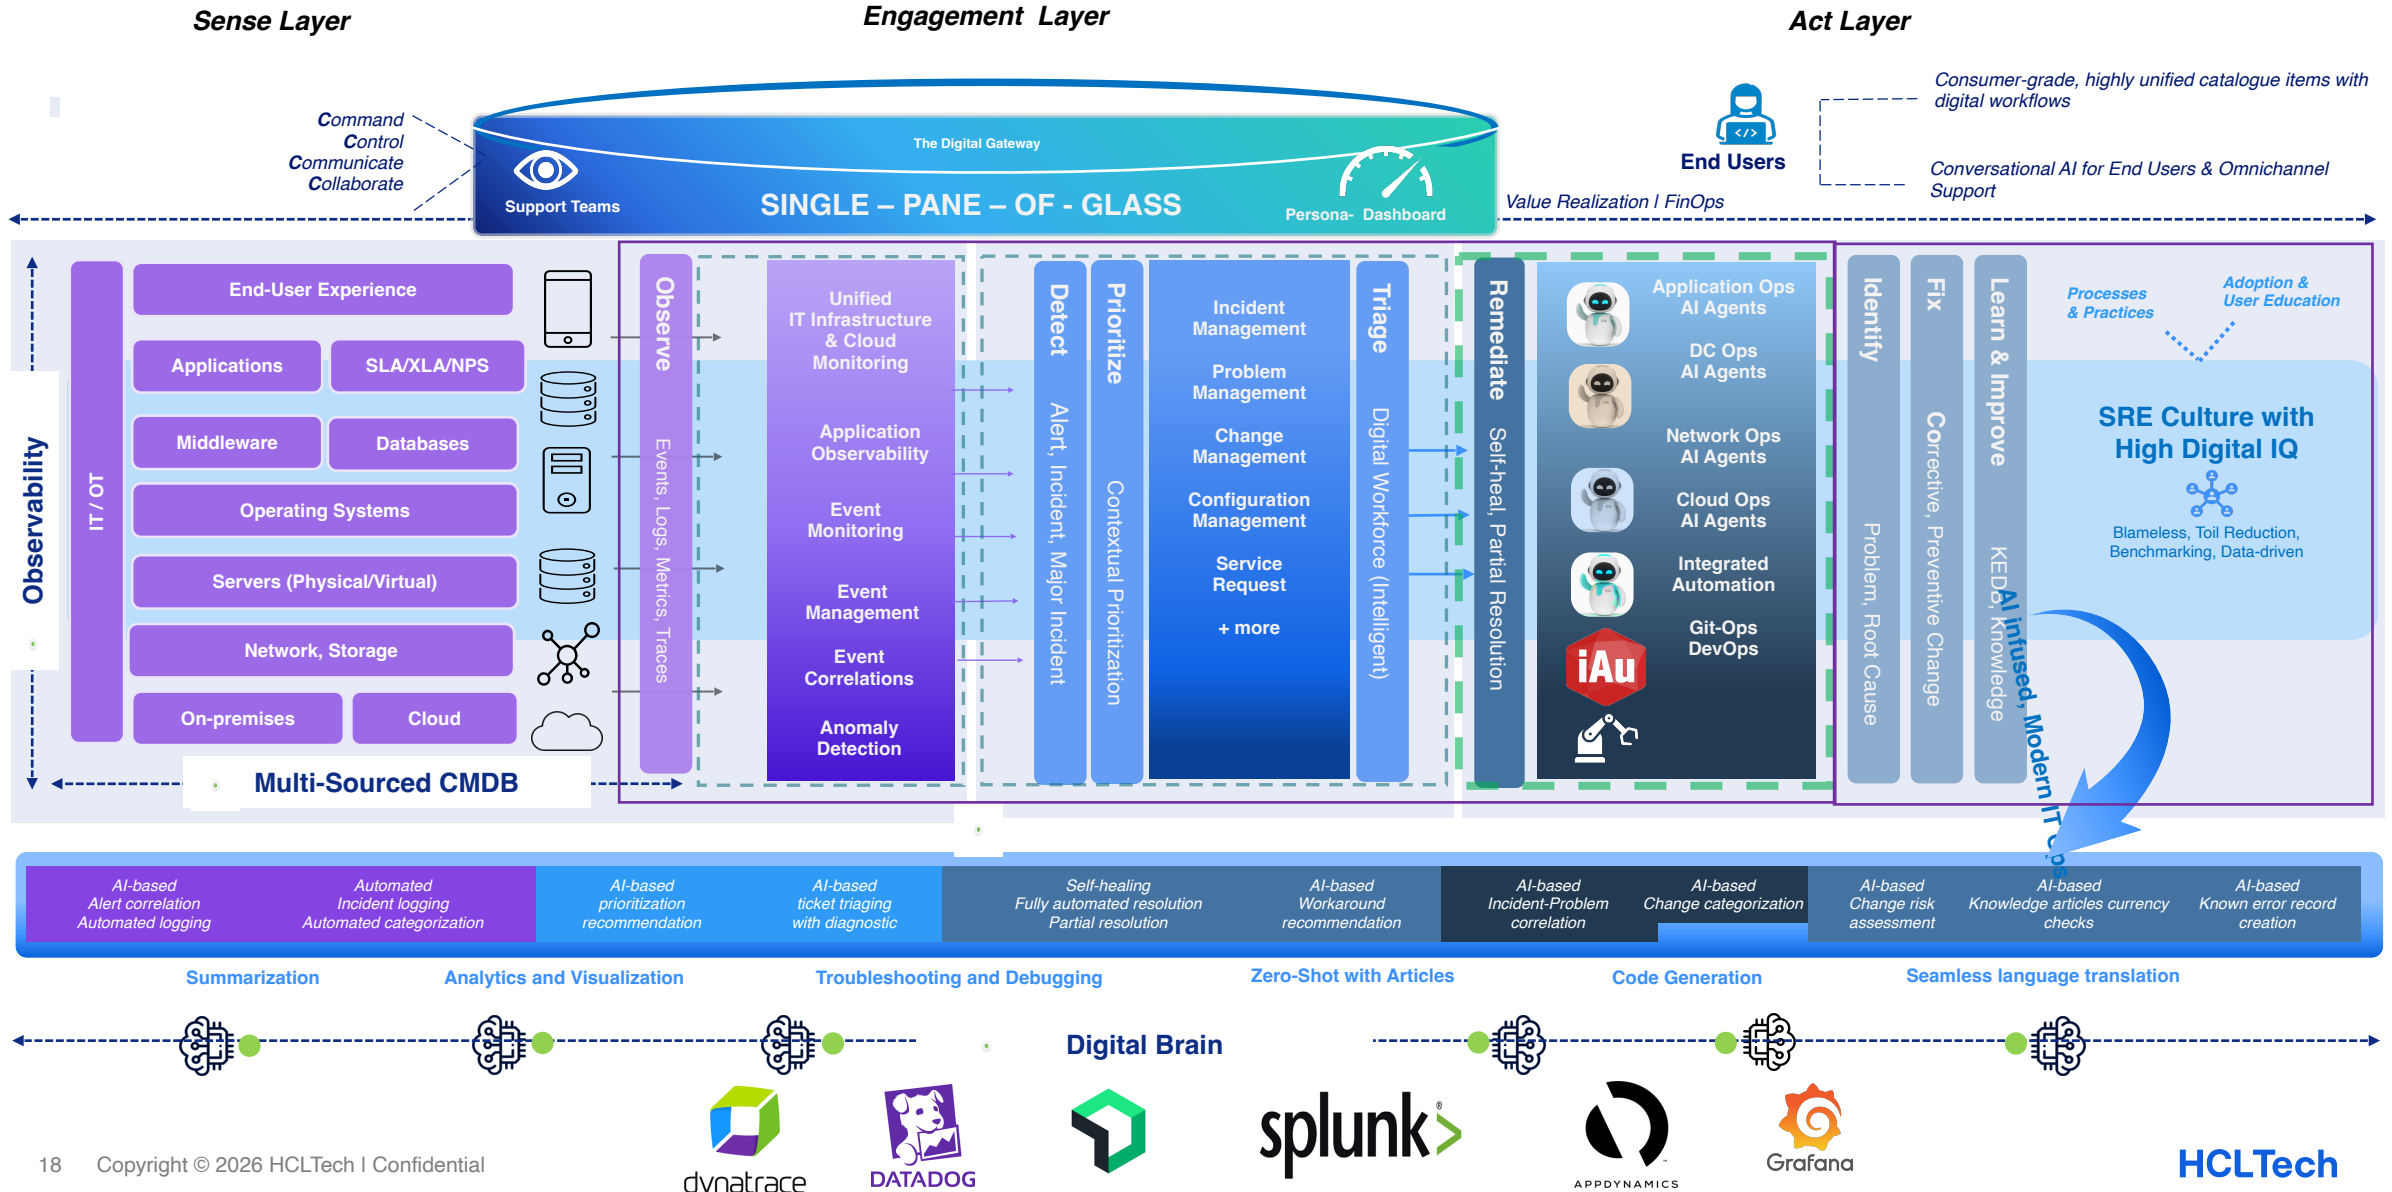 Sense Layer
Engagement Layer
Act Layer
Command
Control
Communicate
Collaborate
The Digital Gateway
Support Teams
SINGLE – PANE – OF - GLASS
Persona- Dashboard
End Users
Consumer-grade, highly unified catalogue items with
digital workflows
Conversational AI for End Users & Omnichannel
Support
Value Realization I FinOps
Observability
IT / OT
End-User Experience
Applications
SLA/XLA/NPS
Middleware
Databases
Operating Systems
Servers (Physical/Virtual)
Network, Storage
On-premises
Cloud
Multi-Sourced CMDB
Observe Events, Logs, Metrics, Traces
Unified
IT Infrastructure
& Cloud
Monitoring
Application
Observability
Event
Monitoring
Event
Management
Event
Correlations
Anomaly
Detection
Detect Alert, Incident, Major Incident
Prioritize Contextual Prioritization
Incident
Management
Problem
Management
Change
Management
Configuration
Management
Service
Request
+ more
Triage Digital Workforce (Intelligent)
Remediate Self-heal, Partial Resolution
Application Ops
AI Agents
DC Ops
AI Agents
Network Ops
AI Agents
Cloud Ops
AI Agents
Integrated
Automation
Git-Ops
DevOps
iAu
Identify Problem, Root Cause
Fix Corrective, Preventive Change
Learn & Improve KEDB, Knowledge
Processes
& Practices
Adoption &
User Education
SRE Culture with
High Digital IQ
Blameless, Toil Reduction,
Benchmarking, Data-driven
AI infused, Modern IT Ops
AI-based
Alert correlation
Automated logging
Automated
Incident logging
Automated categorization
AI-based
prioritization
recommendation
AI-based
ticket triaging
with diagnostic
Self-healing
Fully automated resolution
Partial resolution
AI-based
Workaround
recommendation
AI-based
Incident-Problem
correlation
AI-based
Change categorization
AI-based
Change risk
assessment
AI-based
Knowledge articles currency
checks
AI-based
Known error record
creation
Summarization
Analytics and Visualization
Troubleshooting and Debugging
Zero-Shot with Articles
Code Generation
Seamless language translation
Digital Brain
dynatrace
DATADOG
splunk>
APPDYNAMICS
Grafana
18
Copyright © 2026 HCLTech I Confidential
HCLTech